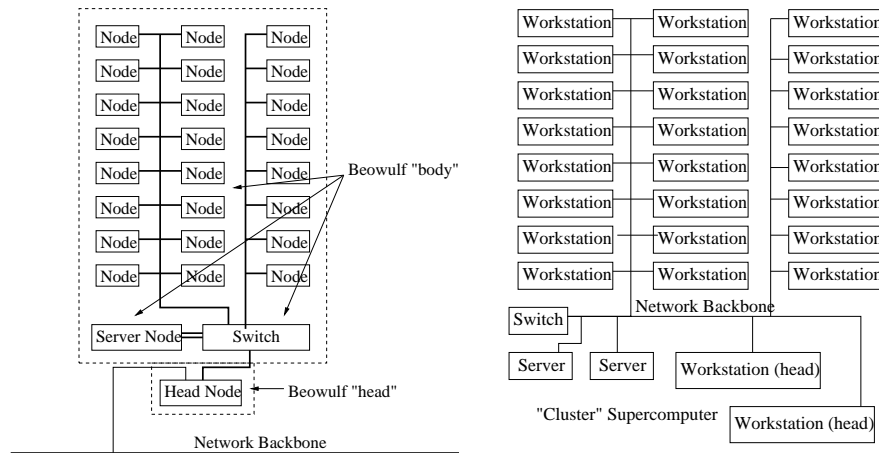 Node Node Node
Node Node Node
Node Node Node
Node Node Node
Node Node Node
Node Node Node
Node Node Node
Node Node Node
Beowulf "body"
Server Node Switch
Head Node Beowulf "head"
Network Backbone
Workstation Workstation Workstation
Workstation Workstation Workstation
Workstation Workstation Workstation
Workstation Workstation Workstation
Workstation Workstation Workstation
Workstation Workstation Workstation
Workstation Workstation Workstation
Workstation Workstation Workstation
Network Backbone
Switch
Server Server Workstation (head)
"Cluster" Supercomputer
Workstation (head)